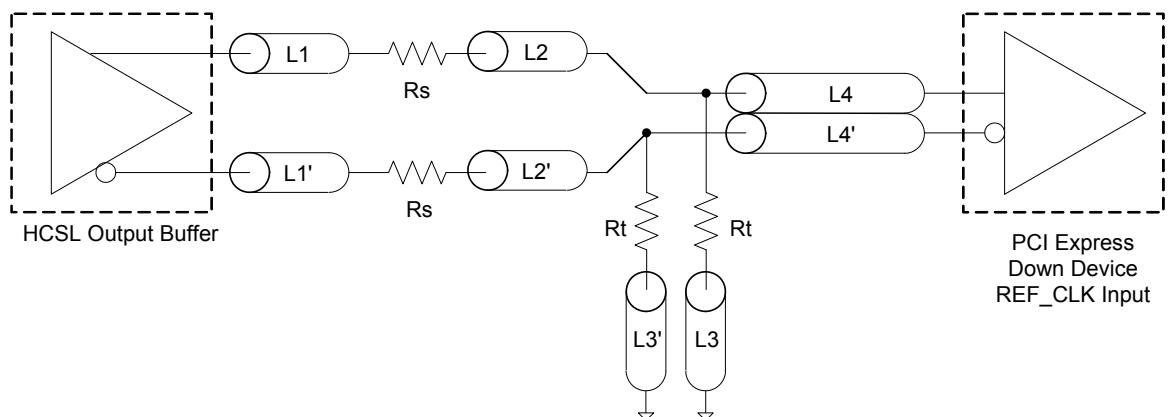 L1
Rs
L2
L4
L4'
L1'
Rs
L2'
HCSL Output Buffer
Rt
Rt
L3'
L3
PCI Express
Down Device
REF_CLK Input